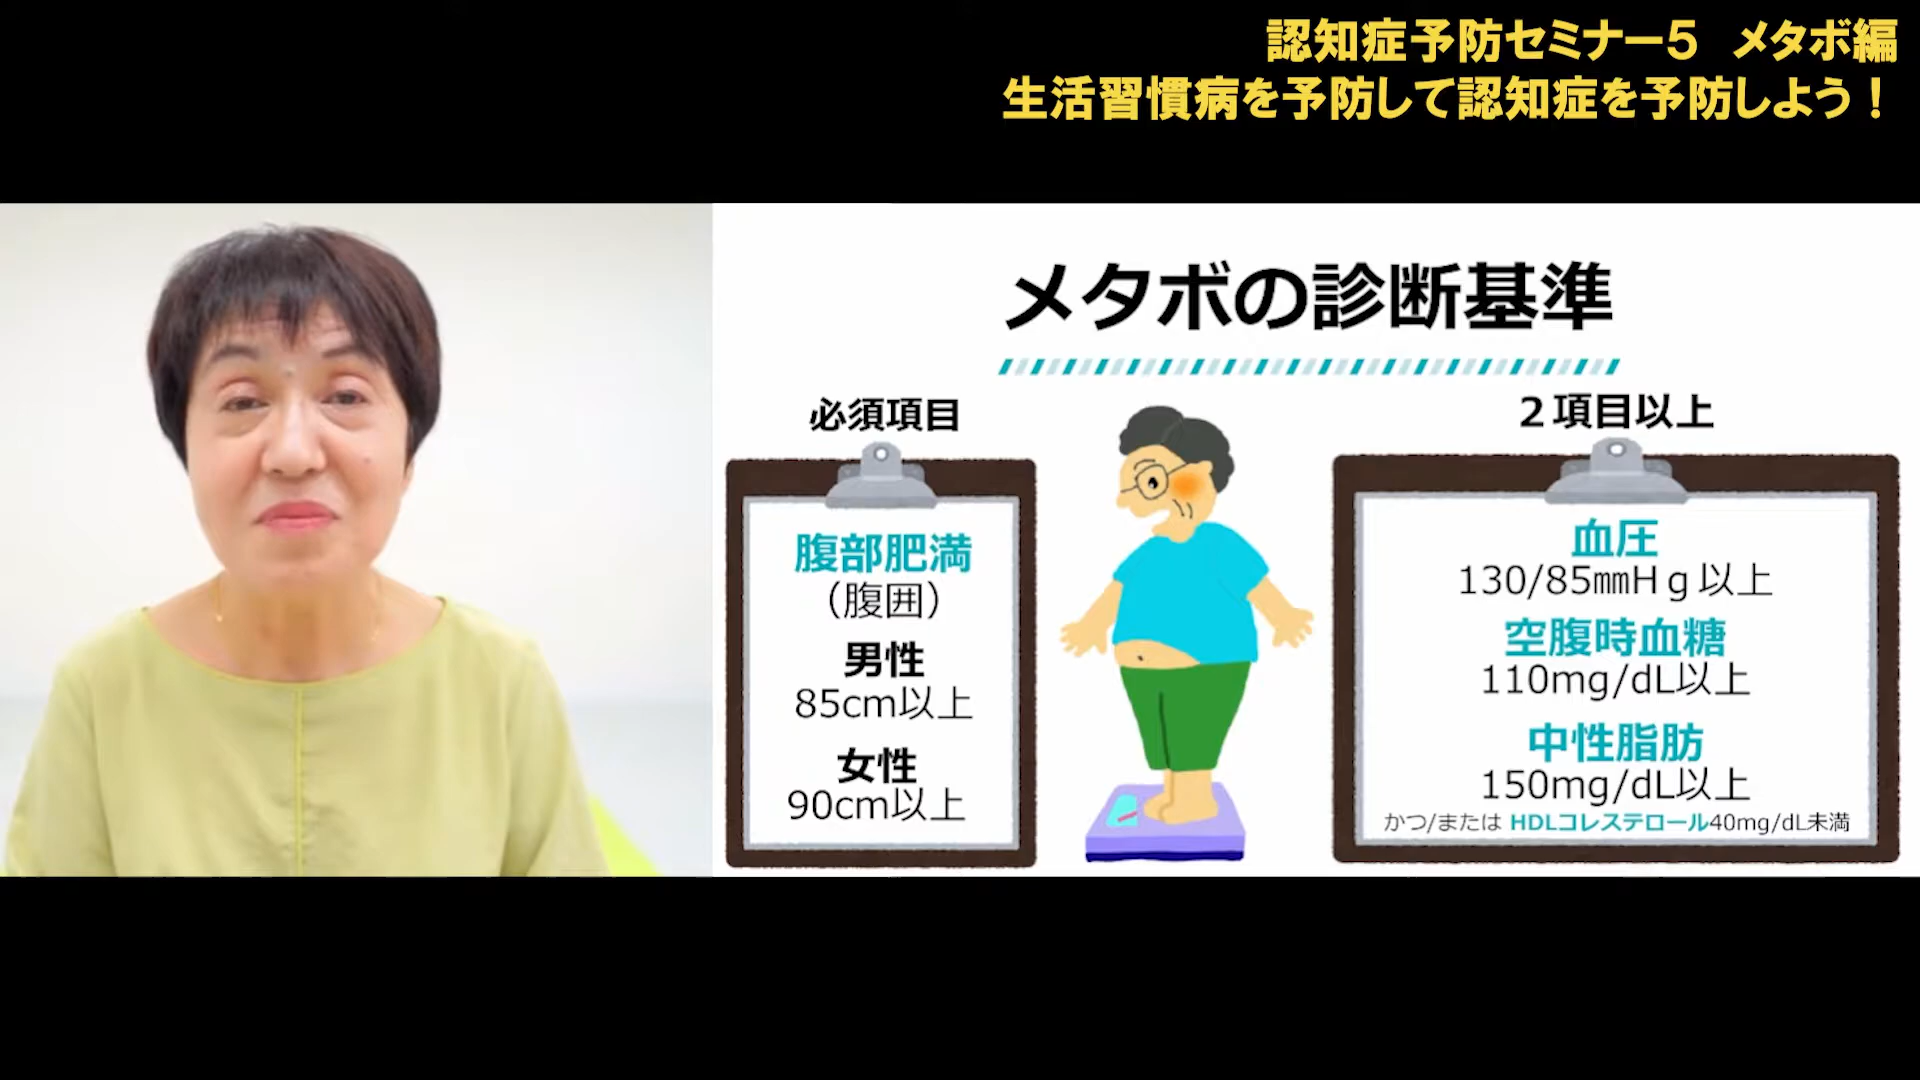 認知症予防セミナー5　メタボ編
生活習慣病を予防して認知症を予防しよう！
メタボの診断基準
必須項目
腹部肥満
（腹囲）
男性
85cm以上
女性
90cm以上
２項目以上
血圧
130/85㎜Hｇ以上
空腹時血糖
110mg/dL以上
中性脂肪
150mg/dL以上
かつ/または HDLコレステロール40mg/dL未満